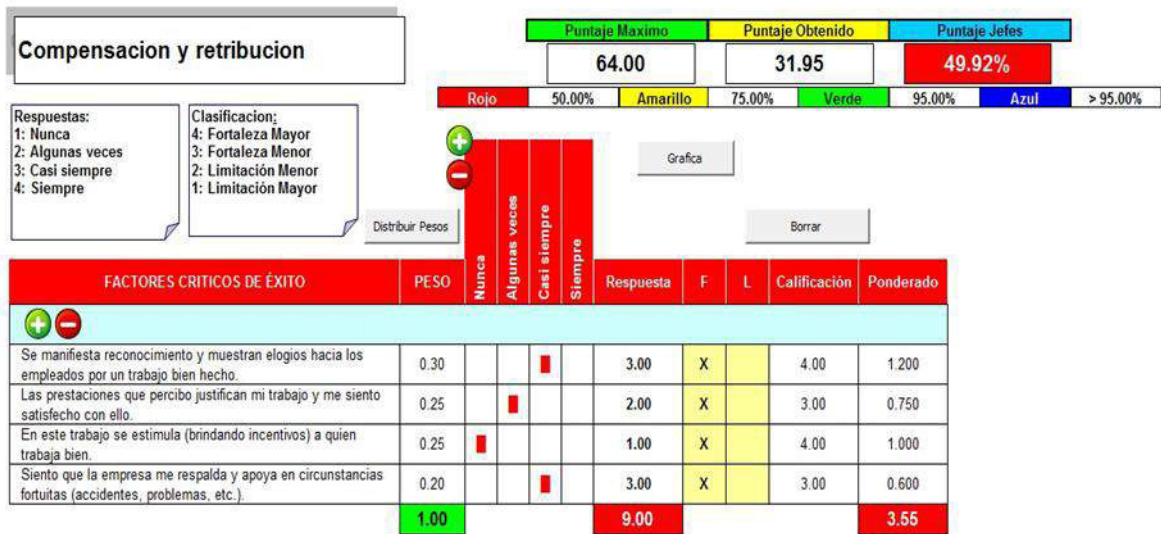 Compensacion y retribucion
Puntaje Maximo Puntaje Obtenido Puntaje Jefes
64.00 31.95 49.92%
Rojo 50.00% Amarillo 75.00% Verde 95.00% Azul > 95.00%
Respuestas:
1: Nunca
2: Algunas veces
3: Casi siempre
4: Siempre
Clasificacion:
4: Fortaleza Mayor
3: Fortaleza Menor
2: Limitación Menor
1: Limitación Mayor
Grafica
Distribuir Pesos
Borrar
FACTORES CRITICOS DE ÉXITO PESO Nunca Algunas veces Casi siempre Siempre Respuesta F L Calificación Ponderado
Se manifiesta reconocimiento y muestran elogios hacia los
empleados por un trabajo bien hecho.
0.30 3.00 X 4.00 1.200
Las prestaciones que percibo justifican mi trabajo y me siento
satisfecho con ello.
0.25 2.00 X 3.00 0.750
En este trabajo se estimula (brindando incentivos) a quien
trabaja bien.
0.25 1.00 X 4.00 1.000
Siento que la empresa me respalda y apoya en circunstancias
fortuitas (accidentes, problemas, etc.).
0.20 3.00 X 3.00 0.600
1.00 9.00 3.55